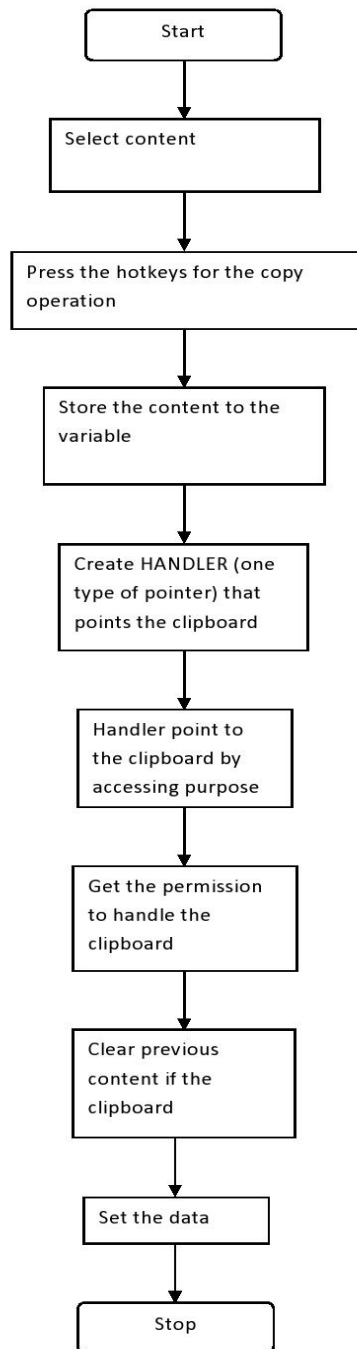 Start
Select content
Press the hotkeys for the copy
operation
Store the content to the
variable
Create HANDLER (one
type of pointer) that
points the clipboard
Handler point to
the clipboard by
accessing purpose
Get the permission
to handle the
clipboard
Clear previous
content if the
clipboard
Set the data
Stop